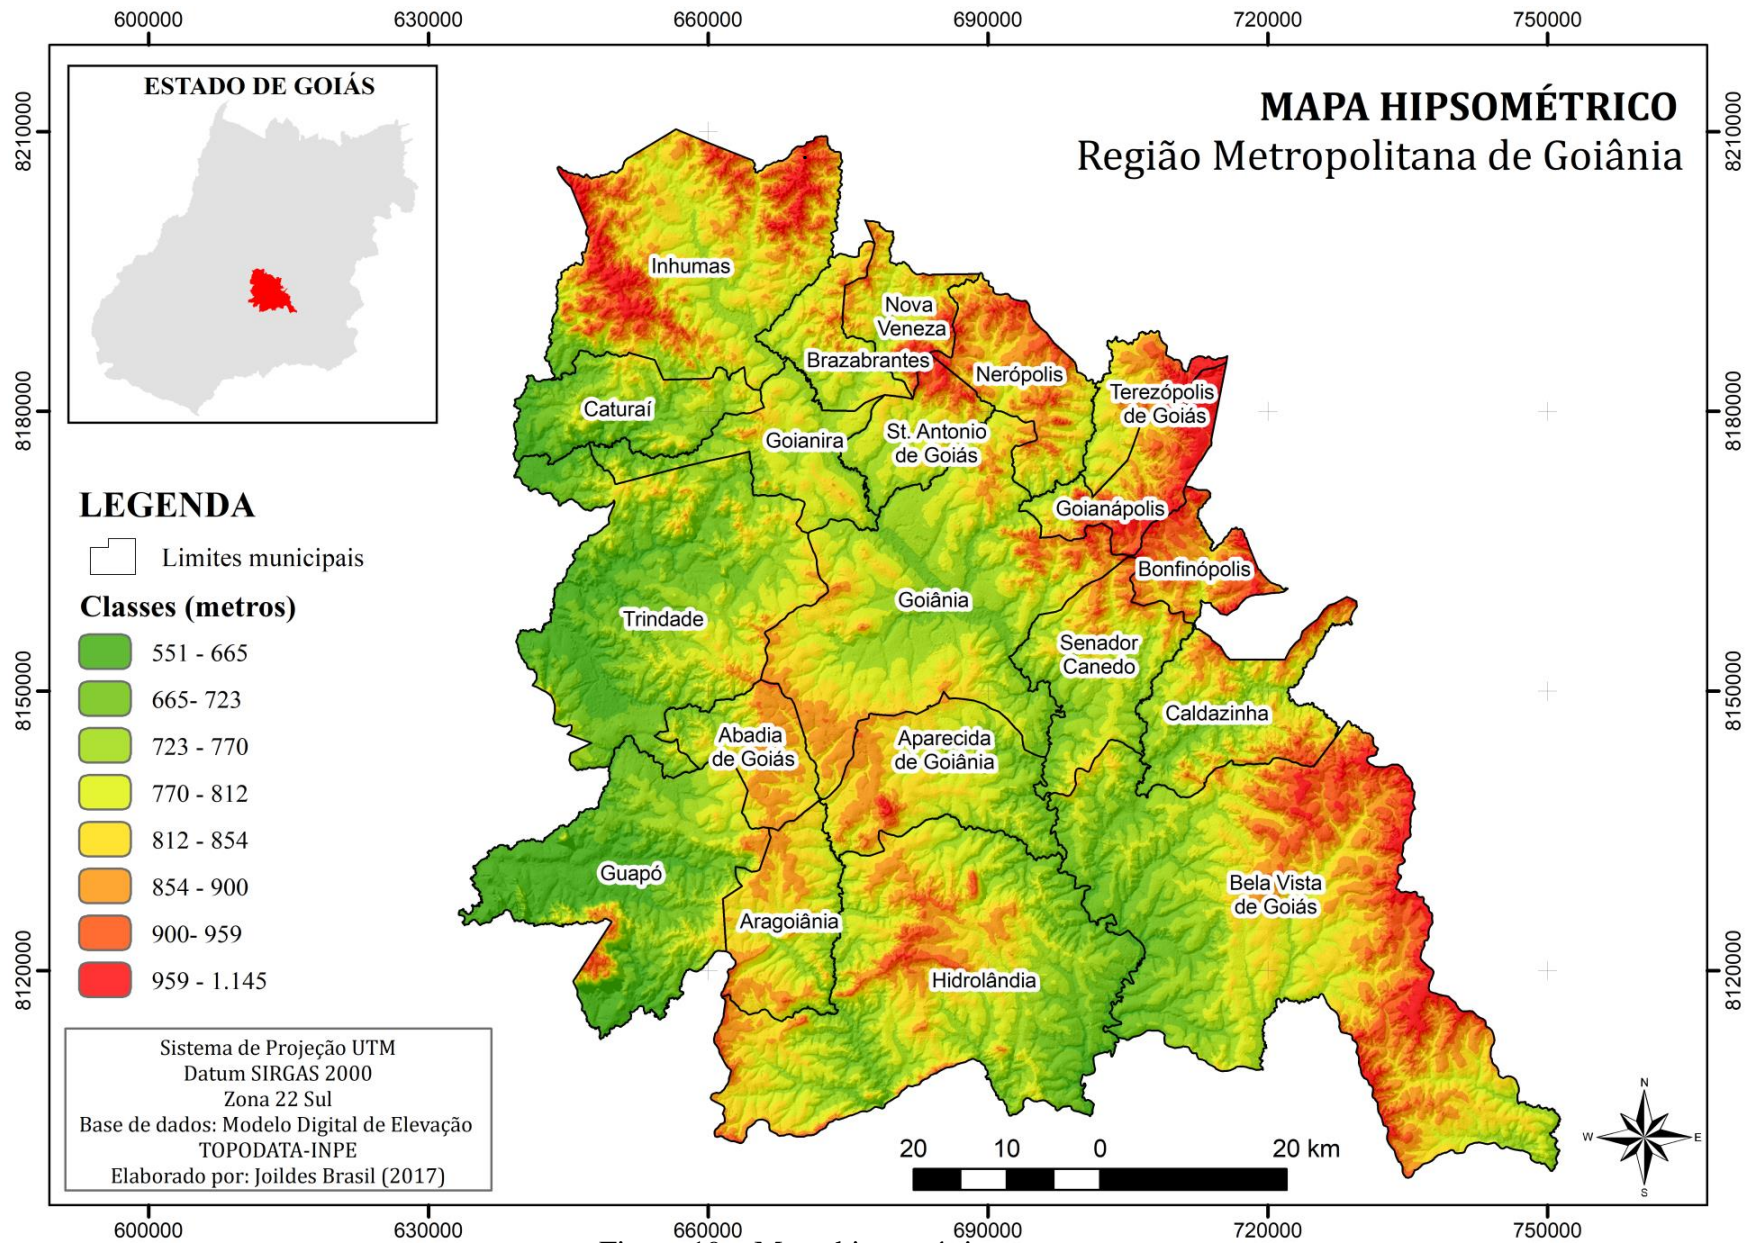 600000 630000 660000 690000 720000 750000
ESTADO DE GOIÁS
MAPA HIPSOMÉTRICO
Região Metropolitana de Goiânia
8210000
8180000
8150000
8120000
8210000
8180000
8150000
8120000
Inhumas
Nova
Veneza
Brazabrantes
Nerópolis
Terezópolis
de Goiás
Caturaí
Goianira
St. Antonio
de Goiás
Goianápolis
Bonfinópolis
Goiânia
Trindade
Senador
Canedo
Caldazinha
Abadia
de Goiás
Aparecida
de Goiânia
Guapó
Bela Vista
de Goiás
Aragoiânia
Hidrolândia
LEGENDA
Limites municipais
Classes (metros)
551 - 665
665- 723
723 - 770
770 - 812
812 - 854
854 - 900
900- 959
959 - 1.145
Sistema de Projeção UTM
Datum SIRGAS 2000
Zona 22 Sul
Base de dados: Modelo Digital de Elevação
TOPODATA-INPE
Elaborado por: Joildes Brasil (2017)
20 10 0 20 km
N
W E
S
600000 630000 660000 690000 720000 750000